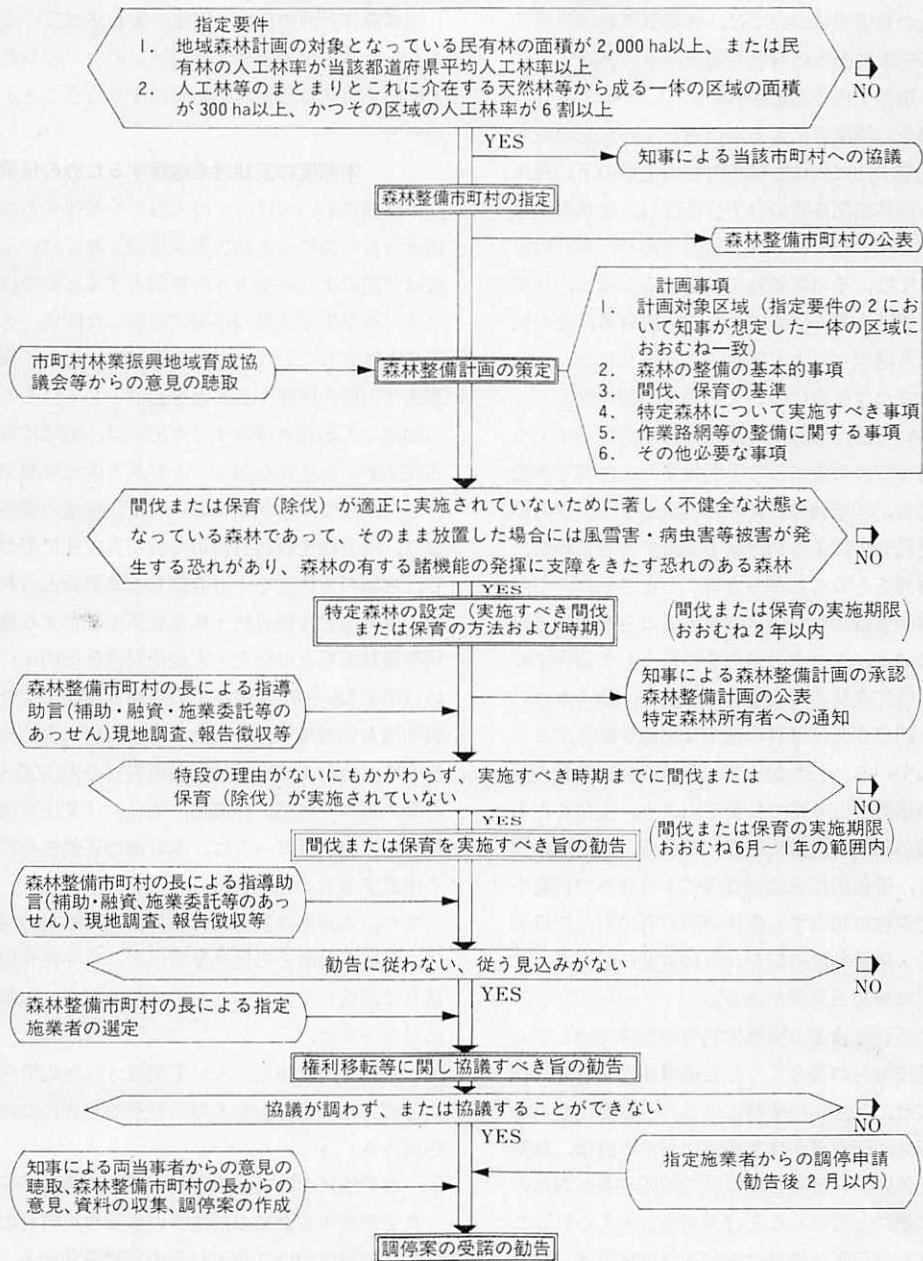 指定要件
1. 地域森林計画の対象となっている民有林の面積が 2,000 ha以上、または民
有林の人工林率が当該都道府県平均人工林率以上
2. 人工林等のまとまりとこれに介在する天然林等から成る一体の区域の面積
が 300 ha以上、かつその区域の人工林率が 6 割以上
NO
YES
知事による当該市町村への協議
森林整備市町村の指定
森林整備市町村の公表
計画事項
1. 計画対象区域（指定要件の 2 にお
いて知事が想定した一体の区域に
おおむね一致）
2. 森林の整備の基本的事項
3. 間伐、保育の基準
4. 特定森林について実施すべき事項
5. 作業路網等の整備に関する事項
6. その他必要な事項
市町村林業振興地域育成協
議会等からの意見の聴取
森林整備計画の策定
間伐または保育（除伐）が適正に実施されていないために著しく不健全な状態と
なっている森林であって、そのまま放置した場合には風雪害・病虫害等被害が発
生する恐れがあり、森林の有する諸機能の発揮に支障をきたす恐れのある森林
NO
YES
特定森林の設定（実施すべき間伐
または保育の方法および時期）
間伐または保育の実施期限
おおむね 2 年以内
森林整備市町村の長による指導
助言(補助・融資・施業委託等の
あっせん)現地調査、報告徴収等
知事による森林整備計画の承認
森林整備計画の公表
特定森林所有者への通知
特段の理由がないにもかかわらず、実施すべき時期までに間伐または
保育（除伐）が実施されていない
NO
YES
間伐または保育を実施すべき旨の勧告
間伐または保育の実施期限
おおむね6月〜1年の範囲内
森林整備市町村の長による指導助
言(補助・融資、施業委託等のあっ
せん)現地調査、報告徴収等
勧告に従わない、従う見込みがない
NO
YES
森林整備市町村の長による指定
施業者の選定
権利移転等に関し協議すべき旨の勧告
協議が調わず、または協議することができない
NO
YES
知事による両当事者からの意見の
聴取、森林整備市町村の長からの
意見、資料の収集、調停案の作成
指定施業者からの調停申請
(勧告後 2 月以内)
調停案の受諾の勧告